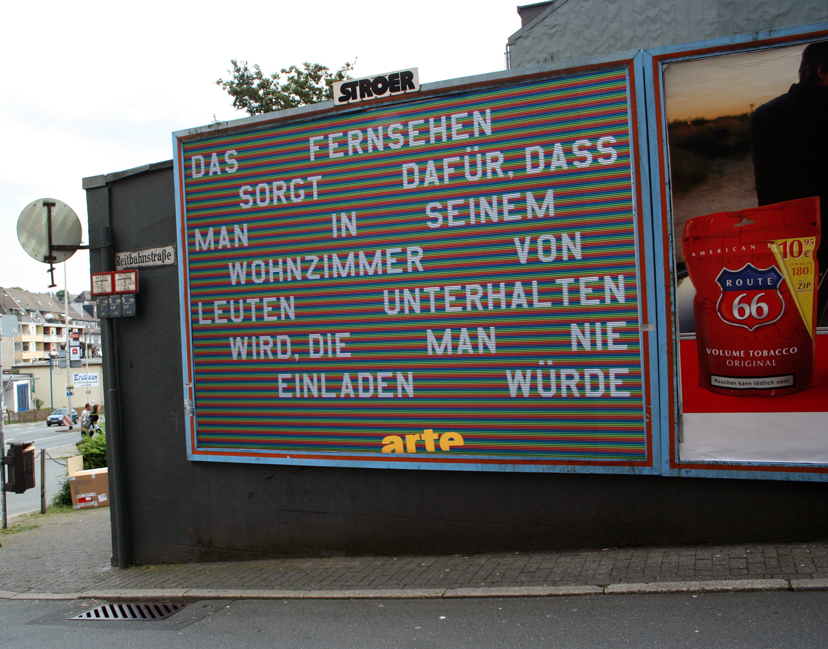 STROER
DAS FERNSEHEN
SORGT DAFÜR, DASS
MAN IN SEINEM
WOHNZIMMER VON
LEUTEN UNTERHALTEN
WIRD, DIE MAN NIE
EINLADEN WÜRDE
arte
Reitbahnstraße
AMERICAN
10 95 €
180
ZIP
ROUTE
66
VOLUME TOBACCO
ORIGINAL
Rauchen kann tödlich sein